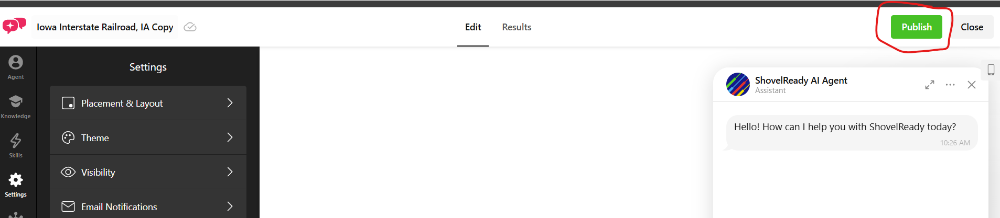 Iowa Interstate Railroad, IA Copy
Edit
Results
Publish
Close
Agent
Knowledge
Skills
Settings
Settings
Placement & Layout
Theme
Visibility
Email Notifications
ShovelReady AI Agent
Assistant
Hello! How can I help you with ShovelReady today?
10:26 AM